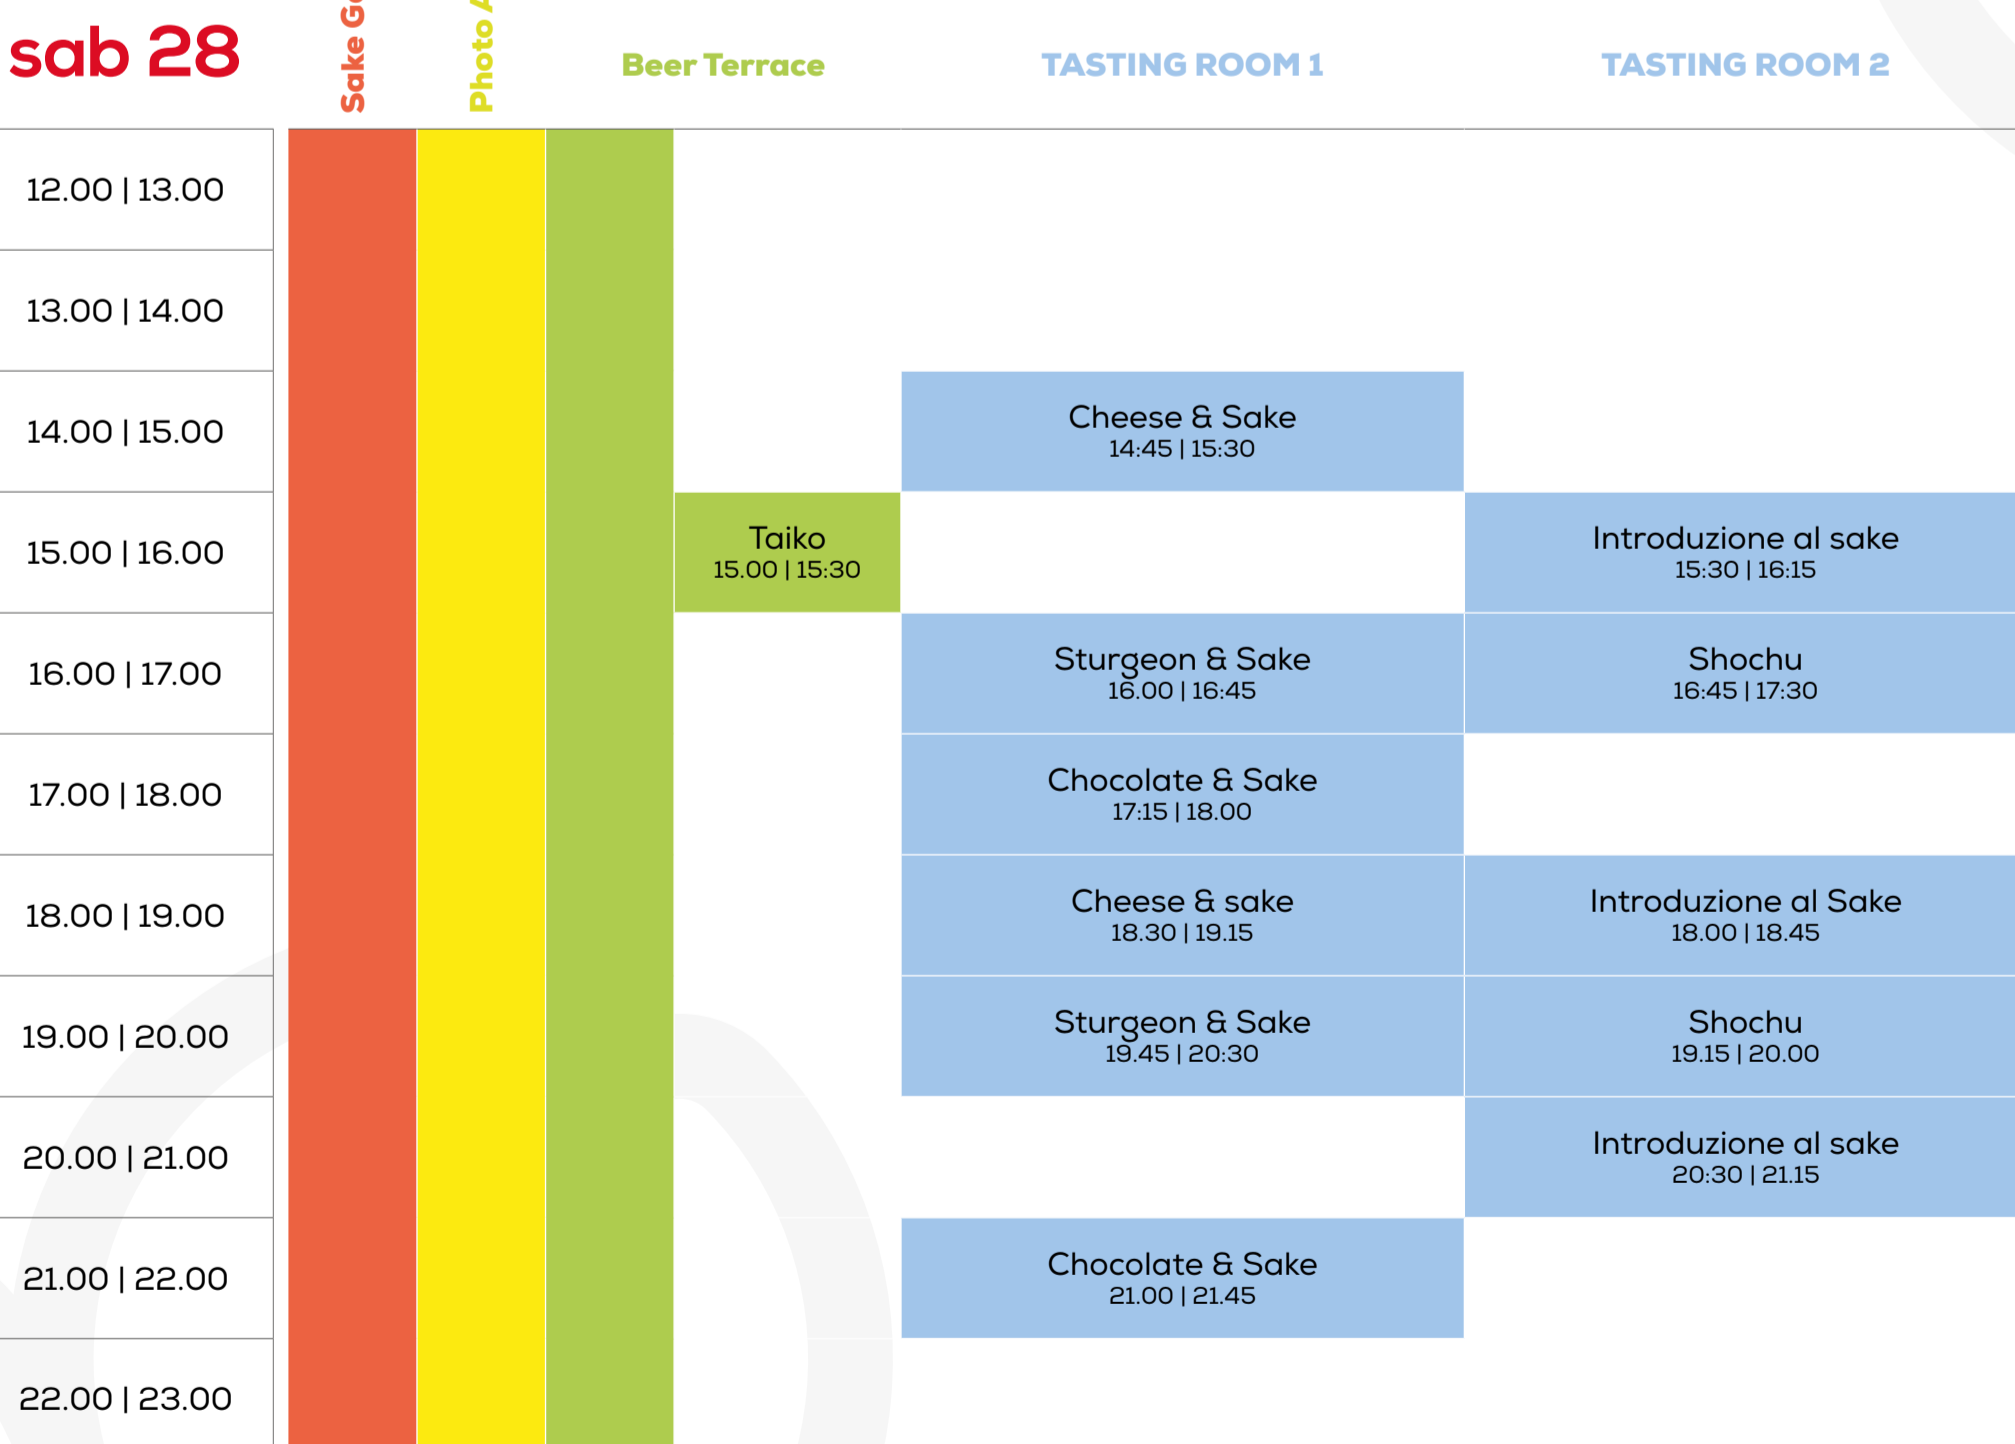 sab 28
Sake
Photo
Beer Terrace
TASTING ROOM 1
TASTING ROOM 2
12.00 | 13.00
13.00 | 14.00
14.00 | 15.00
Cheese & Sake
14:45 | 15:30
15.00 | 16.00
Taiko
15.00 | 15:30
Introduzione al sake
15:30 | 16:15
16.00 | 17.00
Sturgeon & Sake
16.00 | 16:45
Shochu
16:45 | 17:30
17.00 | 18.00
Chocolate & Sake
17:15 | 18.00
18.00 | 19.00
Cheese & sake
18.30 | 19.15
Introduzione al Sake
18.00 | 18.45
19.00 | 20.00
Sturgeon & Sake
19.45 | 20:30
Shochu
19.15 | 20.00
20.00 | 21.00
Introduzione al sake
20:30 | 21.15
21.00 | 22.00
Chocolate & Sake
21.00 | 21.45
22.00 | 23.00